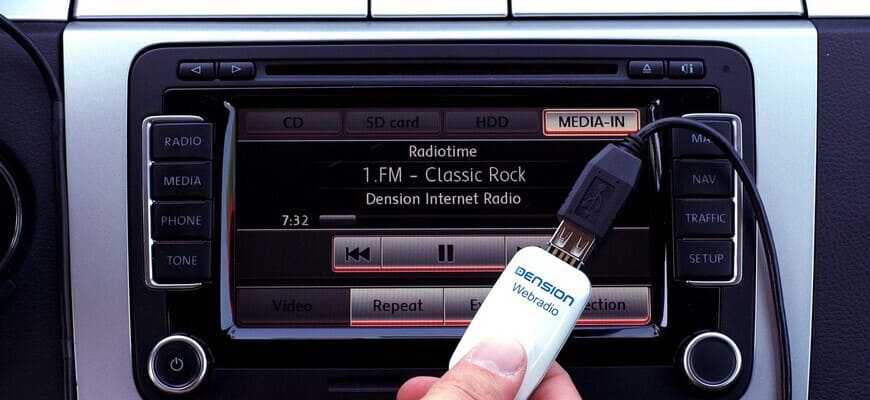 CD SD card HDD MEDIA-IN
RADIO
MEDIA
PHONE
TONE
Radiotime
1.FM - Classic Rock
Dension Internet Radio
7:32
Video Repeat
NAV
TRAFFIC
SETUP
DENSION
Webradio